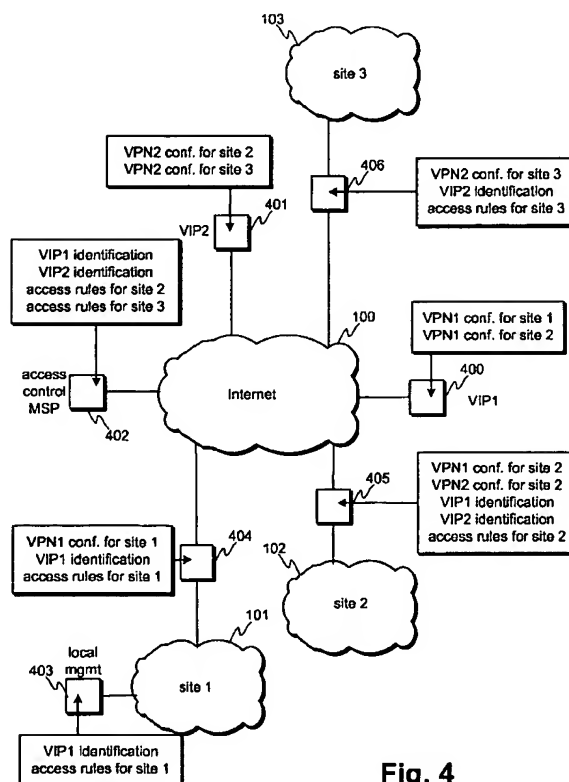 103
site 3
VPN2 conf. for site 2
VPN2 conf. for site 3
406
VPN2 conf. for site 3
VIP2 identification
access rules for site 3
401
VIP2
VIP1 identification
VIP2 identification
access rules for site 2
access rules for site 3
100
VPN1 conf. for site 1
VPN1 conf. for site 2
access
control
MSP
402
Internet
400
VIP1
405
VPN1 conf. for site 2
VPN2 conf. for site 2
VIP1 identification
VIP2 identification
access rules for site 2
VPN1 conf. for site 1
VIP1 identification
access rules for site 1
404
102
site 2
101
local
mgmt
403
site 1
VIP1 identification
access rules for site 1
Fig. 4